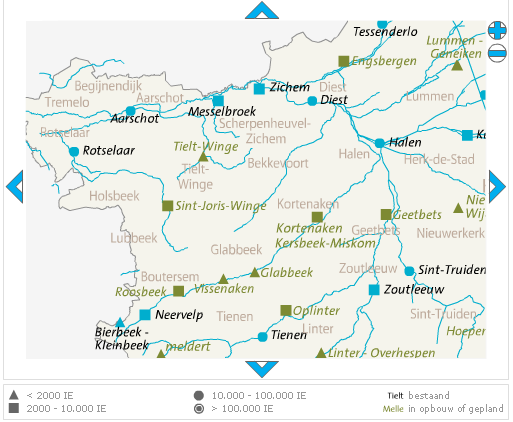 Tessenderlo
Lummen -
Geneiken
Engsbergen
Begijnendijk
Zichem
Diest
Tremelo
Aarschot
Diest
Lummen
Messelbroek
Aarschot
Rotselaar
Scherpenheuvel-
Zichem
Tielt-Winge
Halen
Rotselaar
Halen
Bekkevoort
Herk-de-Stad
Tielt-
Winge
Holsbeek
Sint-Joris-Winge
Kortenaken
Nie
Wij
Geetbets
Kortenaken
Geetbets
Nieuwerkerk
Lubbeek
Kersbeek-Miskom
Glabbeek
Zoutleeuw
Sint-Truiden
Glabbeek
Boutersem
Vissenaken
Roosbeek
Zoutleeuw
Neervelp
Tienen
Oplinter
Sint-Truiden
Linter
Hoeper
Bierbeek -
Kleinbeek
Tienen
meldert
Linter - Overhespen
< 2000 IE
10.000 - 100.000 IE
Tielt bestaand
2000 - 10.000 IE
> 100.000 IE
Melle in opbouw of gepland